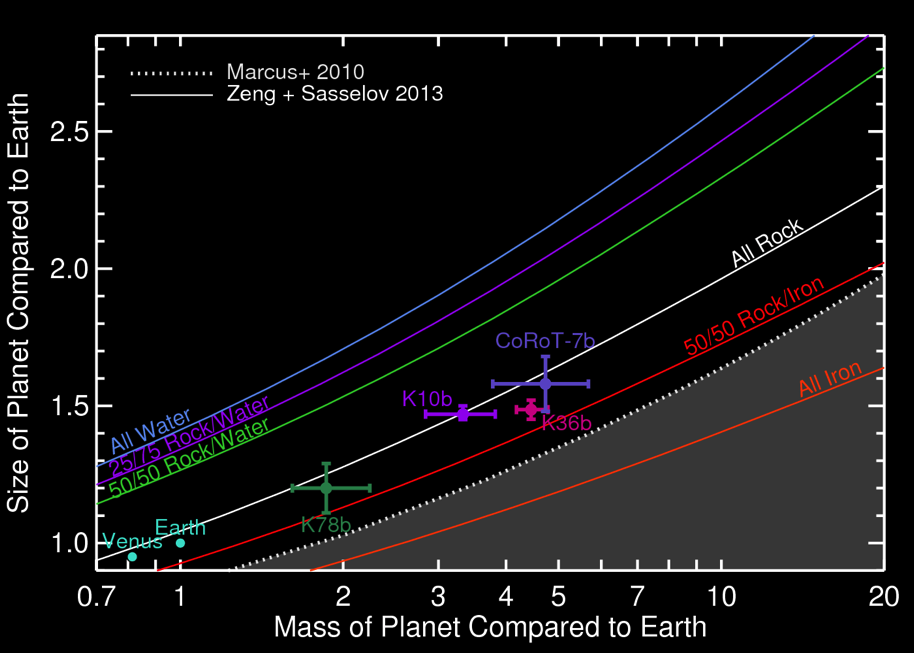 Marcus+ 2010
Zeng + Sasselov 2013
Size of Planet Compared to Earth
2.5
2.0
1.5
1.0
All Water
25/75 Rock/Water
50/50 Rock/Water
All Rock
50/50 Rock/Iron
All Iron
CoRoT-7b
K10b
K36b
K78b
Earth
Venus
0.7 1 2 3 4 5 7 10 20
Mass of Planet Compared to Earth